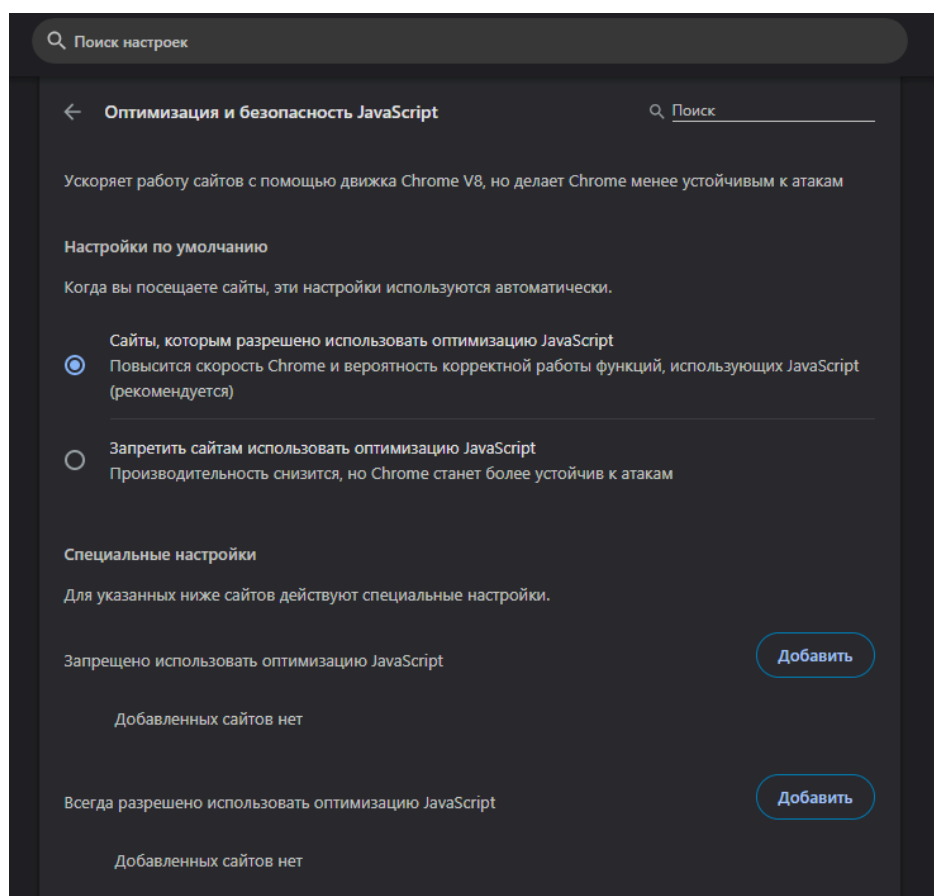 Поиск настроек
Оптимизация и безопасность JavaScript
Поиск
Ускоряет работу сайтов с помощью движка Chrome V8, но делает Chrome менее устойчивым к атакам
Настройки по умолчанию
Когда вы посещаете сайты, эти настройки используются автоматически.
Сайты, которым разрешено использовать оптимизацию JavaScript
Повысится скорость Chrome и вероятность корректной работы функций, использующих JavaScript
(рекомендуется)
Запретить сайтам использовать оптимизацию JavaScript
Производительность снизится, но Chrome станет более устойчив к атакам
Специальные настройки
Для указанных ниже сайтов действуют специальные настройки.
Запрещено использовать оптимизацию JavaScript
Добавить
Добавленных сайтов нет
Всегда разрешено использовать оптимизацию JavaScript
Добавить
Добавленных сайтов нет